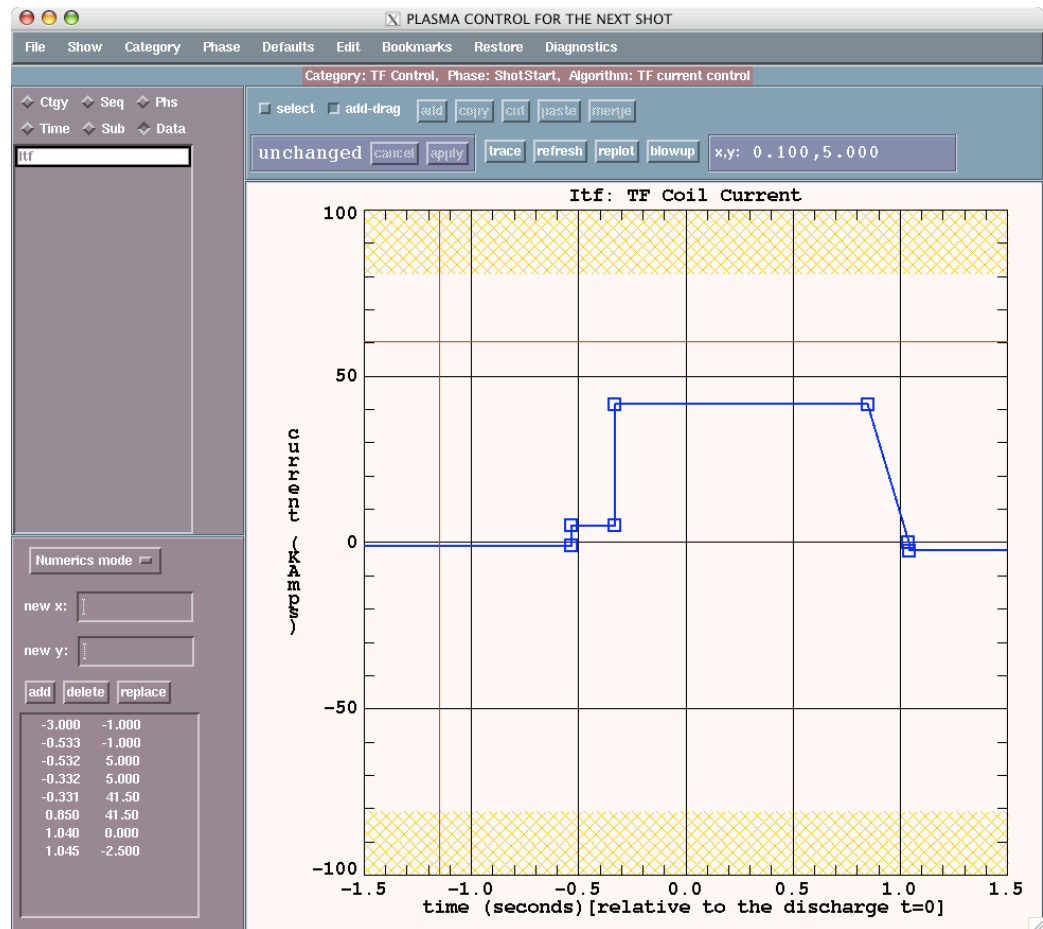 X PLASMA CONTROL FOR THE NEXT SHOT
File Show Category Phase Defaults Edit Bookmarks Restore Diagnostics
Category: TF Control, Phase: ShotStart, Algorithm: TF current control
Ctgy Seq Phs
Time Sub Data
Itf
select add-drag add copy cut paste merge
unchanged cancel apply trace refresh replot blowup x,y: 0.100,5.000
Itf: TF Coil Current
100
50
0
-50
-100
current (KAmps)
-1.5 -1.0 -0.5 0.0 0.5 1.0 1.5
time (seconds)[relative to the discharge t=0]
Numerics mode
new x:
new y:
add delete replace
-3.000 -1.000
-0.533 -1.000
-0.532 5.000
-0.332 5.000
-0.331 41.50
0.850 41.50
1.040 0.000
1.045 -2.500